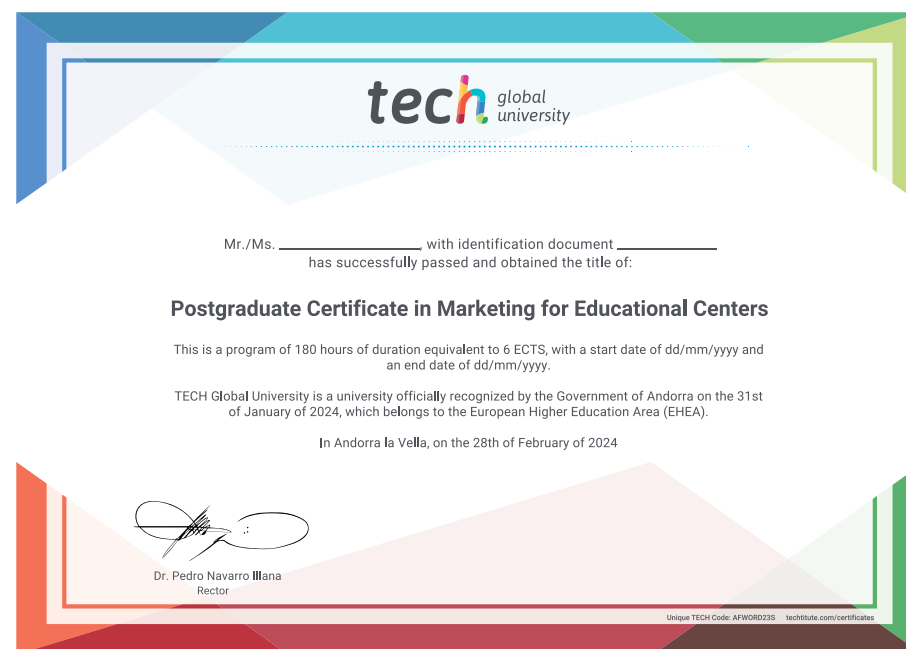 tech global
university
Mr./Ms. ____________, with identification document ____________
has successfully passed and obtained the title of:
Postgraduate Certificate in Marketing for Educational Centers
This is a program of 180 hours of duration equivalent to 6 ECTS, with a start date of dd/mm/yyyy and
an end date of dd/mm/yyyy.
TECH Global University is a university officially recognized by the Government of Andorra on the 31st
of January of 2024, which belongs to the European Higher Education Area (EHEA).
In Andorra la Vella, on the 28th of February of 2024
Dr. Pedro Navarro Illana
Rector
Unique TECH Code: AFWORD23S techtitute.com/certificates